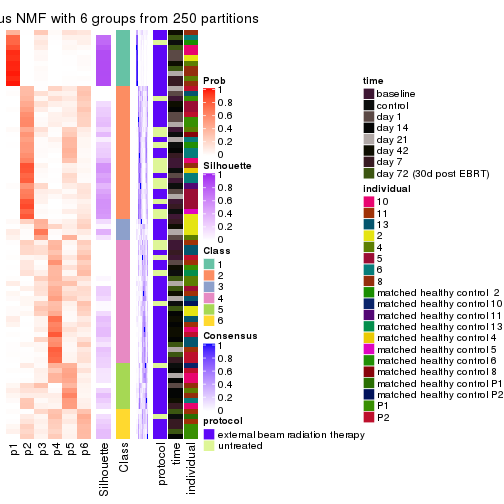 us NMF with 6 groups from 250 partitions
p1
p2
p3
p4
p5
p6
Silhouette
Class
protocol
time
individual
Prob
1
0.8
0.6
0.4
0.2
0
Silhouette
1
0.8
0.6
0.4
0.2
0
Class
1
2
3
4
5
6
Consensus
1
0.8
0.6
0.4
0.2
0
protocol
external beam radiation therapy
untreated
time
baseline
control
day 1
day 14
day 21
day 42
day 7
day 72 (30d post EBRT)
individual
10
11
13
2
4
5
6
8
matched healthy control 2
matched healthy control 10
matched healthy control 11
matched healthy control 13
matched healthy control 4
matched healthy control 5
matched healthy control 6
matched healthy control 8
matched healthy control P1
matched healthy control P2
P1
P2